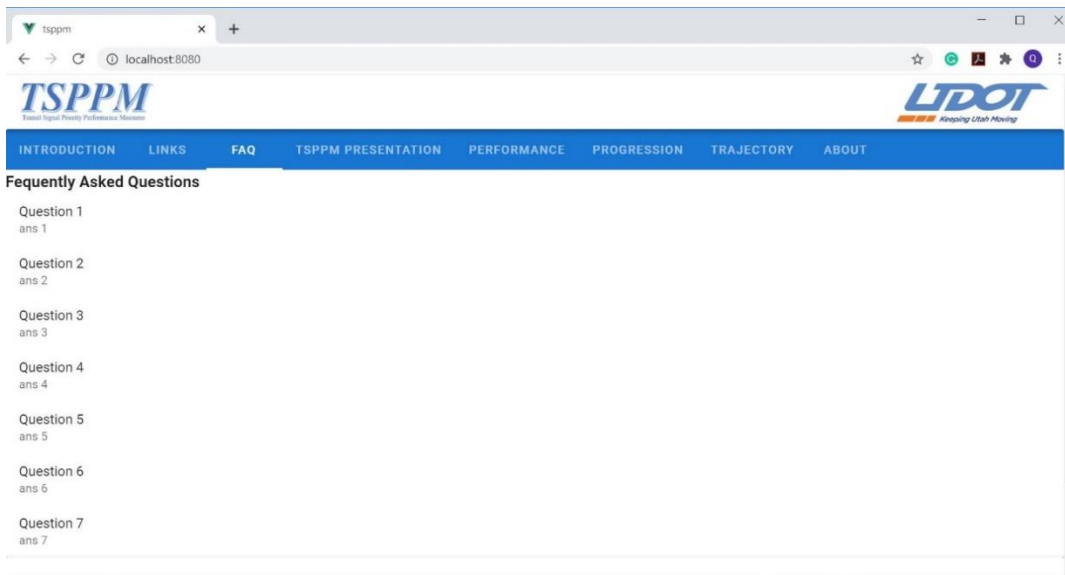 tsppm
localhost:8080
TSPPM
Transit Signal Priority Performance Measures
UDOT
Keeping Utah Moving
INTRODUCTION LINKS FAQ TSPPM PRESENTATION PERFORMANCE PROGRESSION TRAJECTORY ABOUT
Fequently Asked Questions
Question 1
ans 1
Question 2
ans 2
Question 3
ans 3
Question 4
ans 4
Question 5
ans 5
Question 6
ans 6
Question 7
ans 7